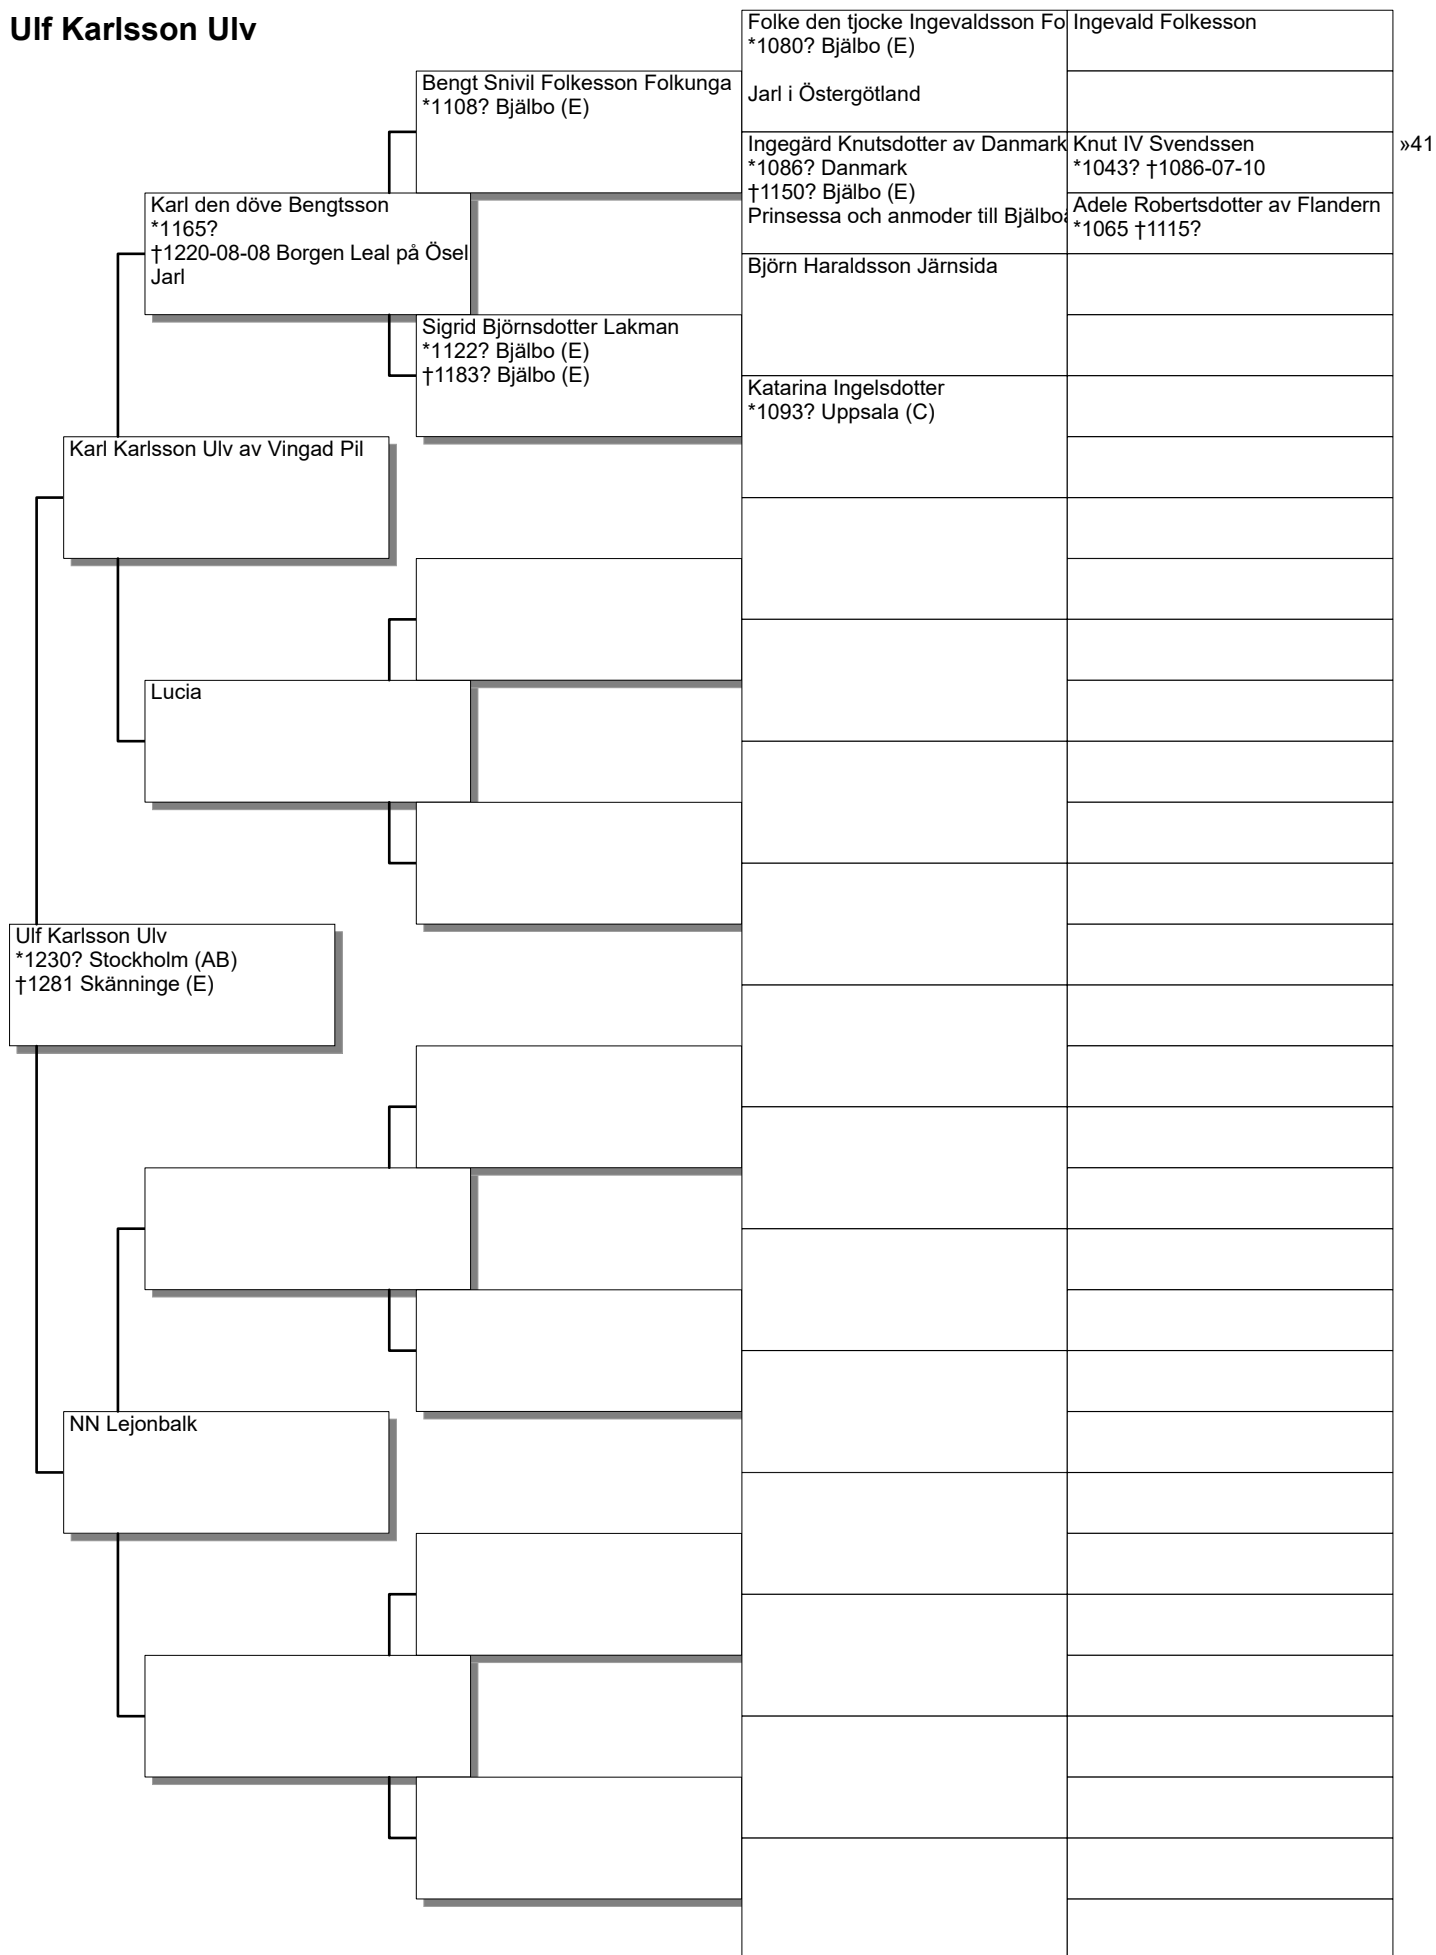 Ulf Karlsson Ulv
Folke den tjocke Ingevaldsson Fo
*1080? Bjälbo (E)
Jarl i Östergötland
Ingevald Folkesson
Bengt Snivil Folkesson Folkunga
*1108? Bjälbo (E)
Ingegärd Knutsdotter av Danmark
*1086? Danmark
†1150? Bjälbo (E)
Prinsessa och anmoder till Bjälboä
Knut IV Svendssen
*1043? †1086-07-10
»41
Adele Robertsdotter av Flandern
*1065 †1115?
Karl den döve Bengtsson
*1165?
†1220-08-08 Borgen Leal på Ösel
Jarl
Björn Haraldsson Järnsida
Sigrid Björnsdotter Lakman
*1122? Bjälbo (E)
†1183? Bjälbo (E)
Katarina Ingelsdotter
*1093? Uppsala (C)
Karl Karlsson Ulv av Vingad Pil
Lucia
Ulf Karlsson Ulv
*1230? Stockholm (AB)
†1281 Skänninge (E)
NN Lejonbalk